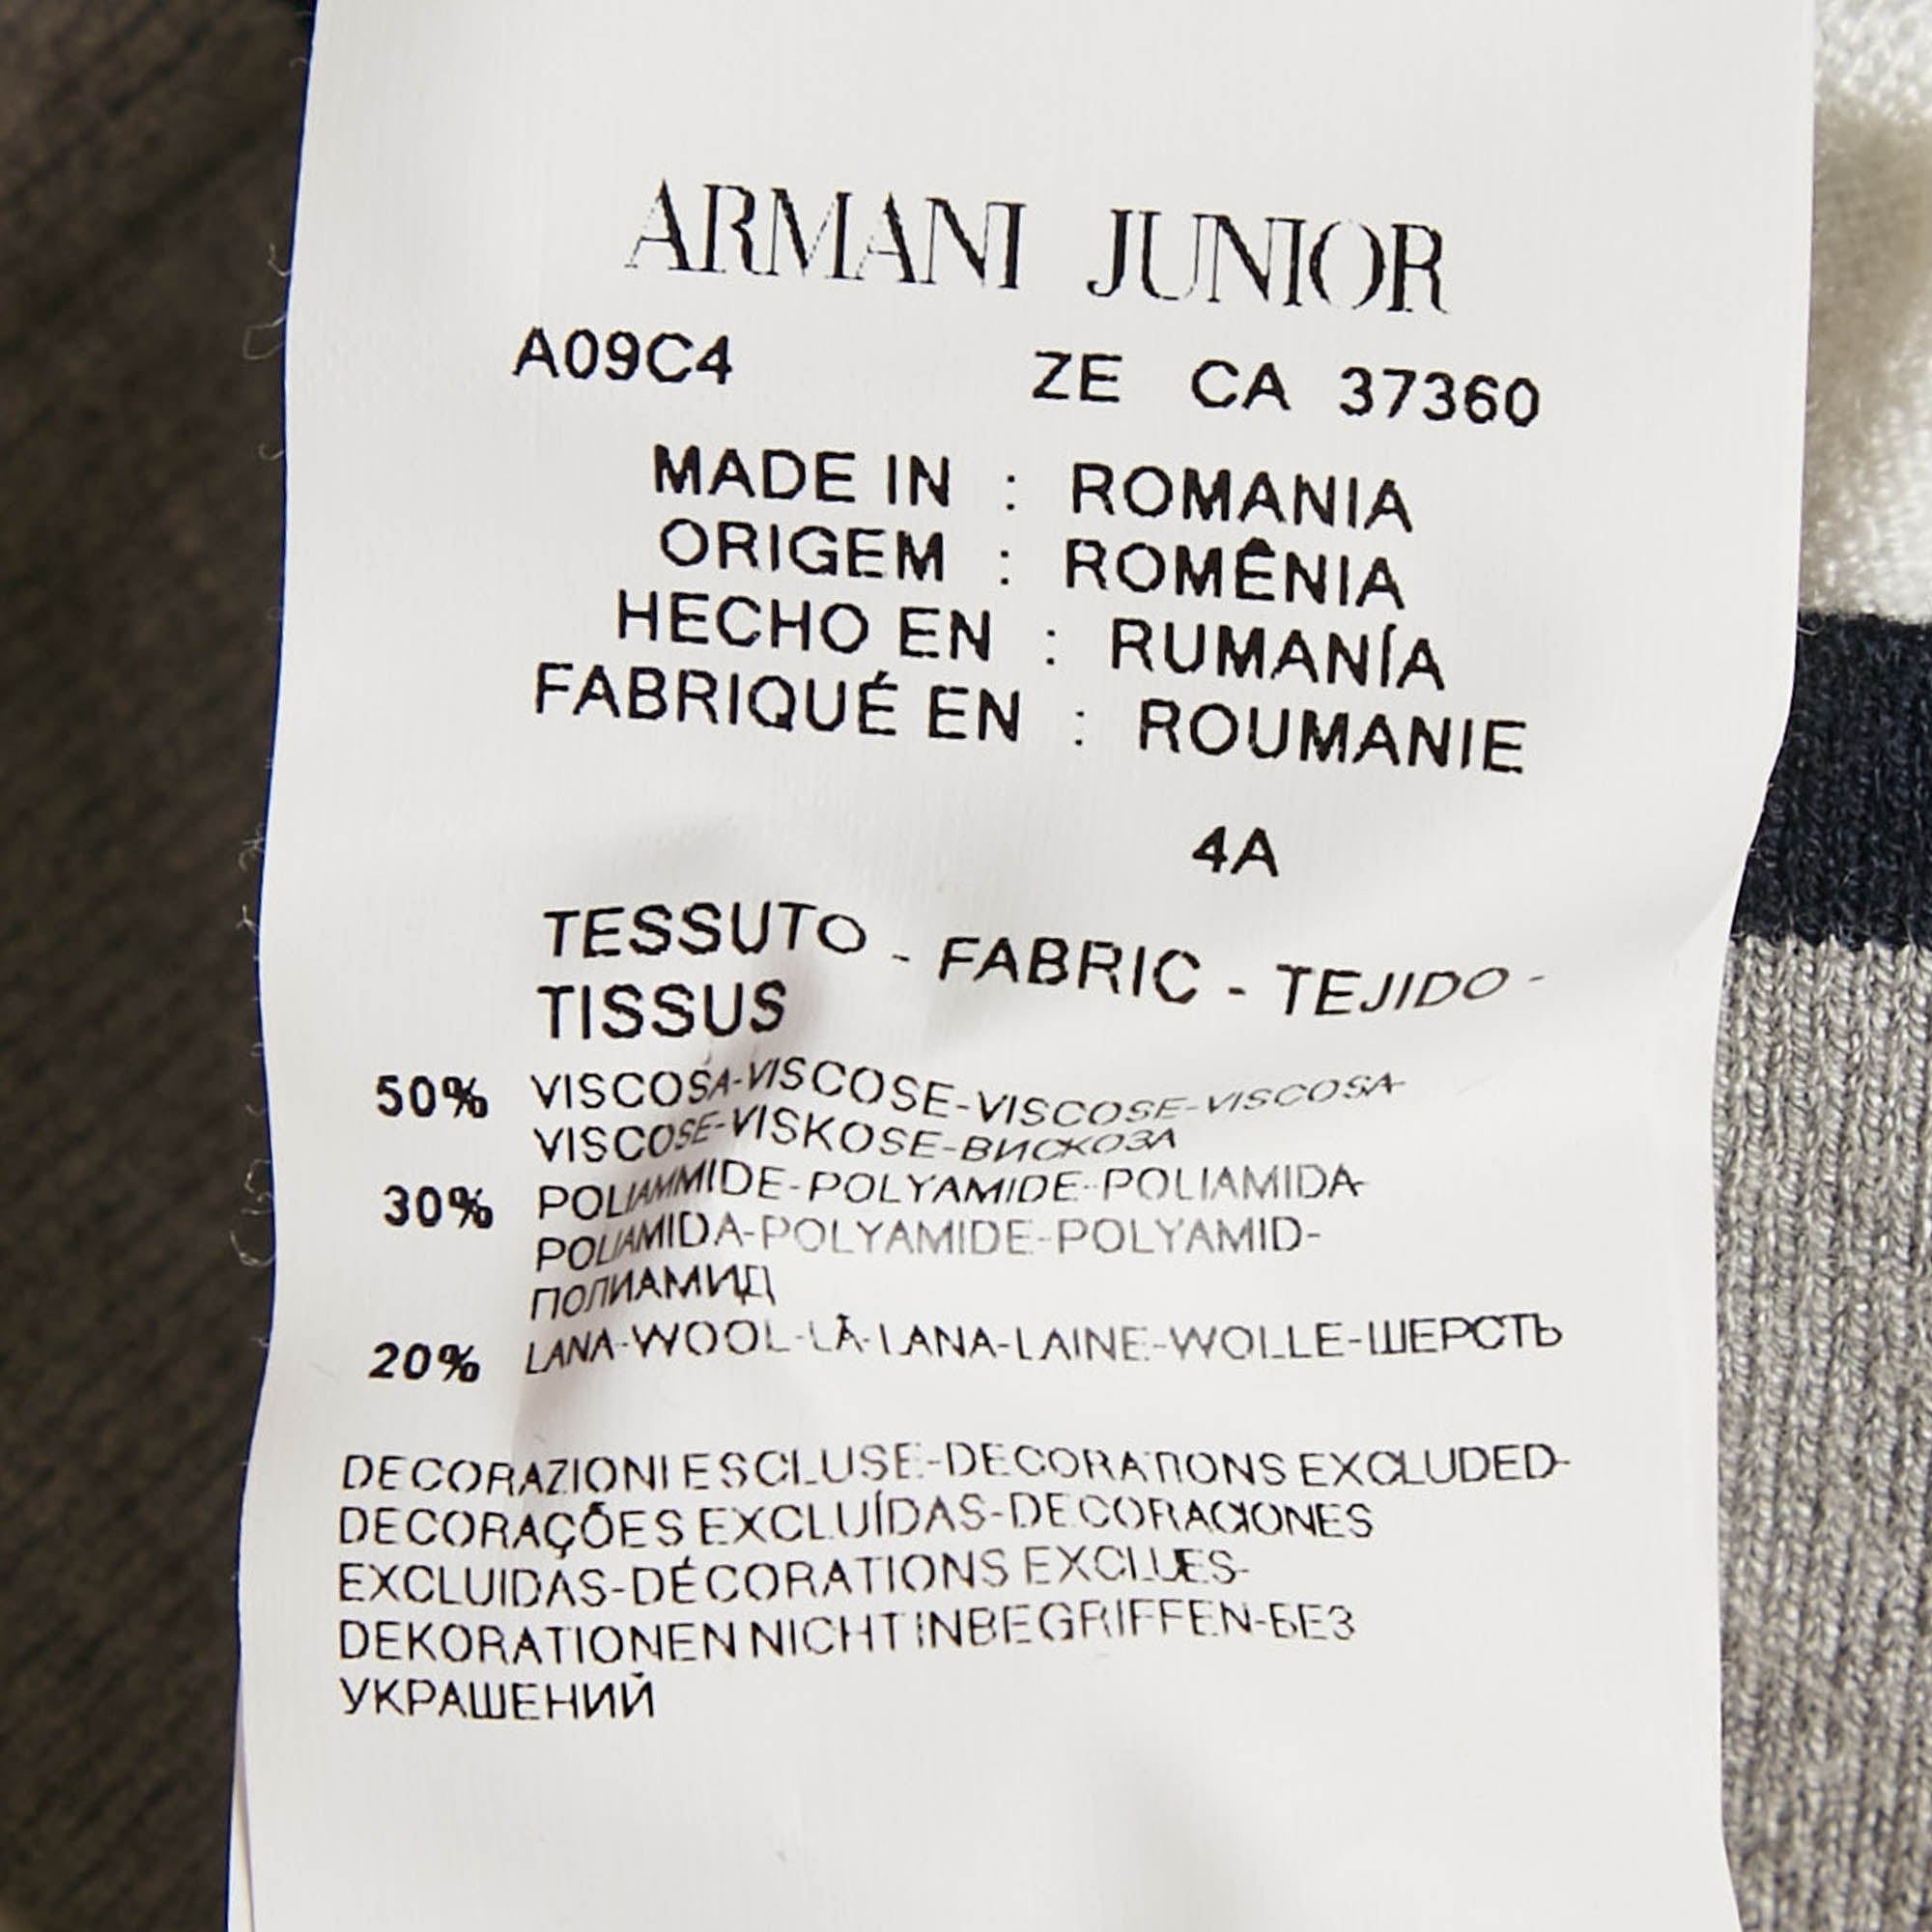 ARMANI JUNIOR
A09C4 ZE CA 37360
MADE IN : ROMANIA
ORIGEM : ROMÊNIA
HECHO EN : RUMANÍA
FABRIQUÉ EN : ROUMANIE
4A
TESSUTO - FABRIC - TEJIDO -
TISSUS
50% VISCOSA-VISCOSE-VISCOSE-VISCOSA-
VISCOSE-VISKOSE-ВИСКОЗА
30% POLIAMMIDE-POLYAMIDE-POLIAMIDA-
POLIAMIDA-POLYAMIDE-POLYAMID-
ПОЛИАМИД
20% LANA-WOOL-LÃ-LANA-LAINE-WOLLE-ШЕРСТЬ
DECORAZIONI ESCLUSE-DECORATIONS EXCLUDED-
DECORAÇÕES EXCLUÍDAS-DECORACIONES
EXCLUIDAS-DÉCORATIONS EXCLUES-
DEKORATIONEN NICHT INBEGRIFFEN-БЕЗ
УКРАШЕНИЙ